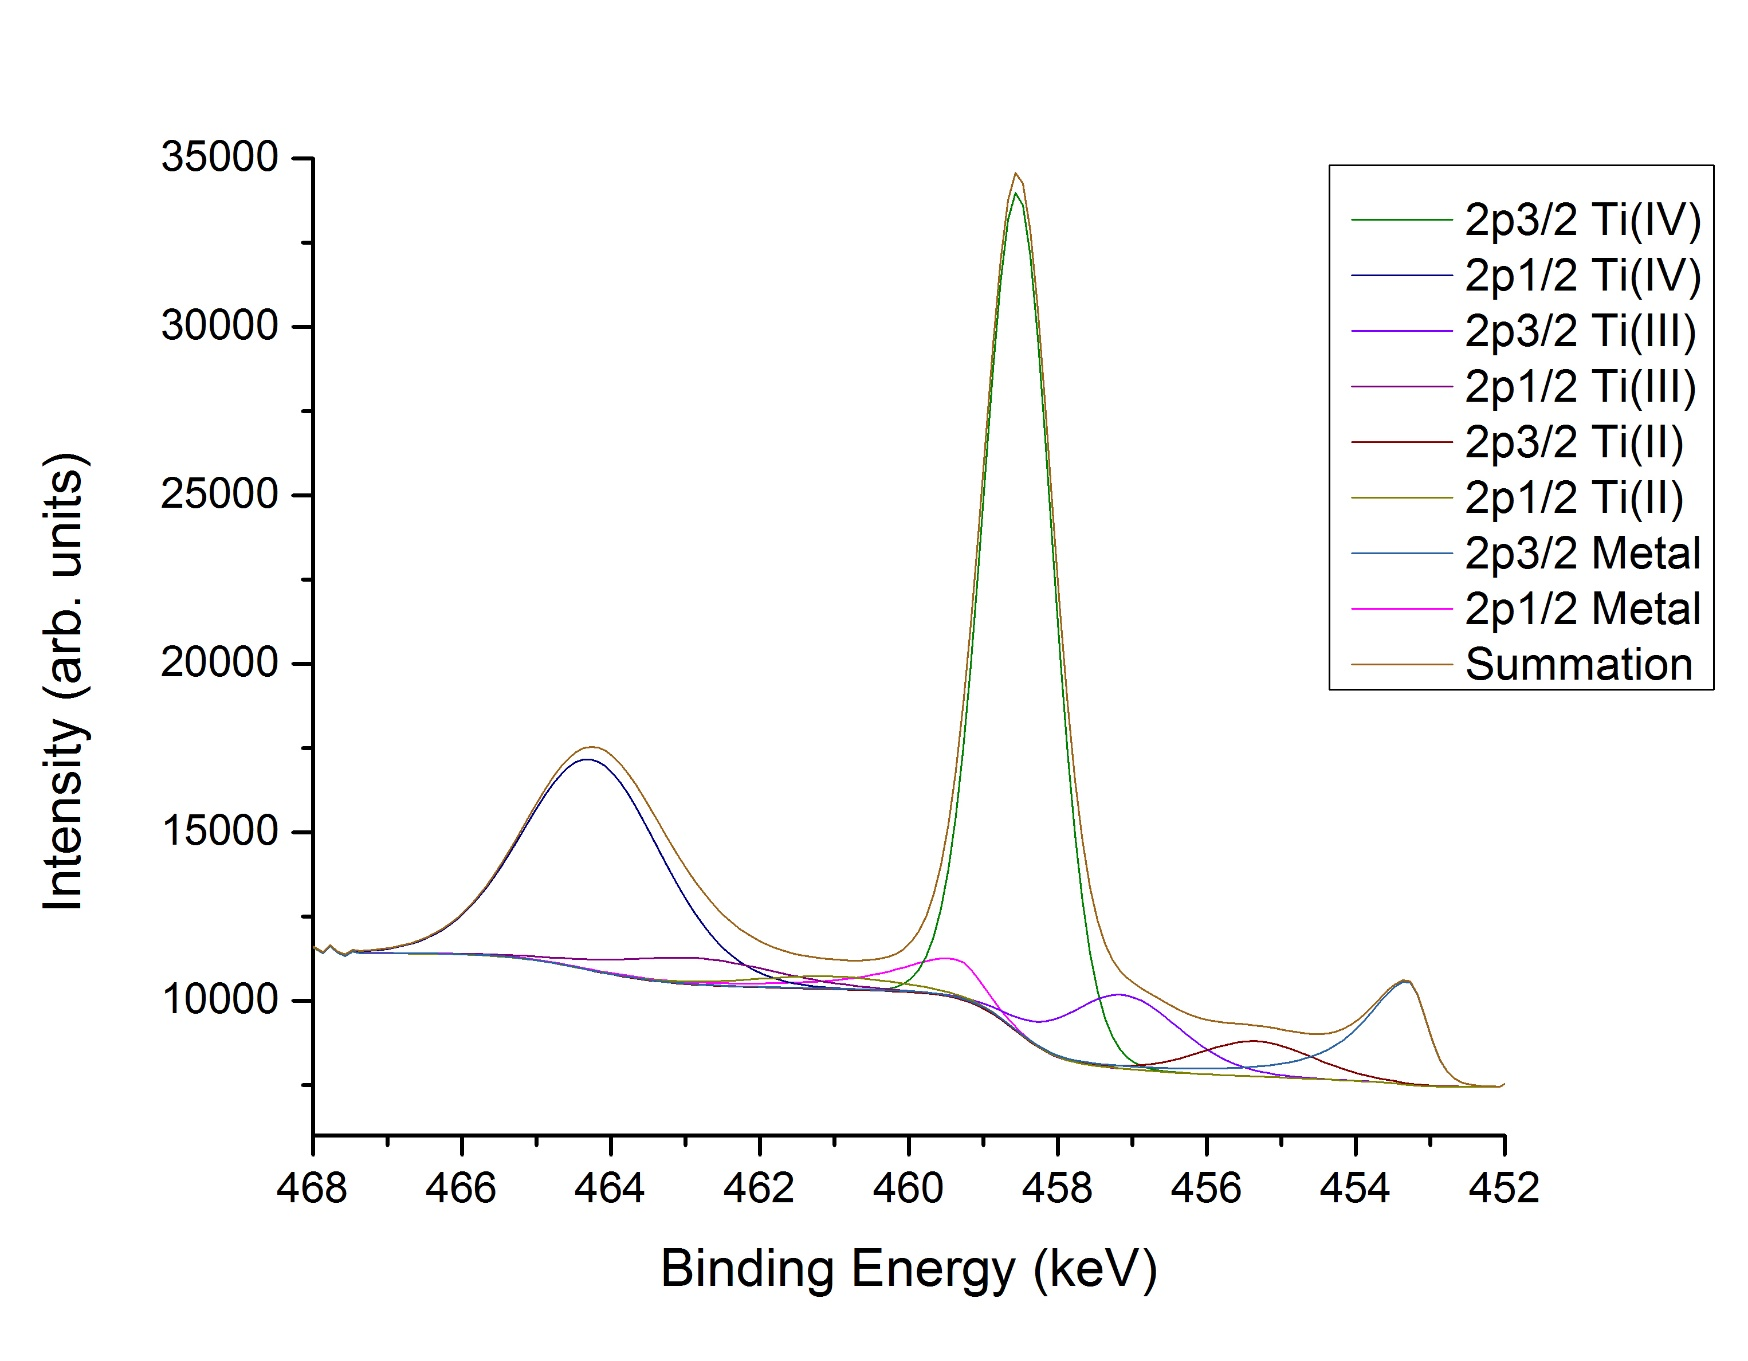 35000
30000
25000
20000
15000
10000
Intensity (arb. units)
468 466 464 462 460 458 456 454 452
Binding Energy (keV)
2p3/2 Ti(IV)
2p1/2 Ti(IV)
2p3/2 Ti(III)
2p1/2 Ti(III)
2p3/2 Ti(II)
2p1/2 Ti(II)
2p3/2 Metal
2p1/2 Metal
Summation